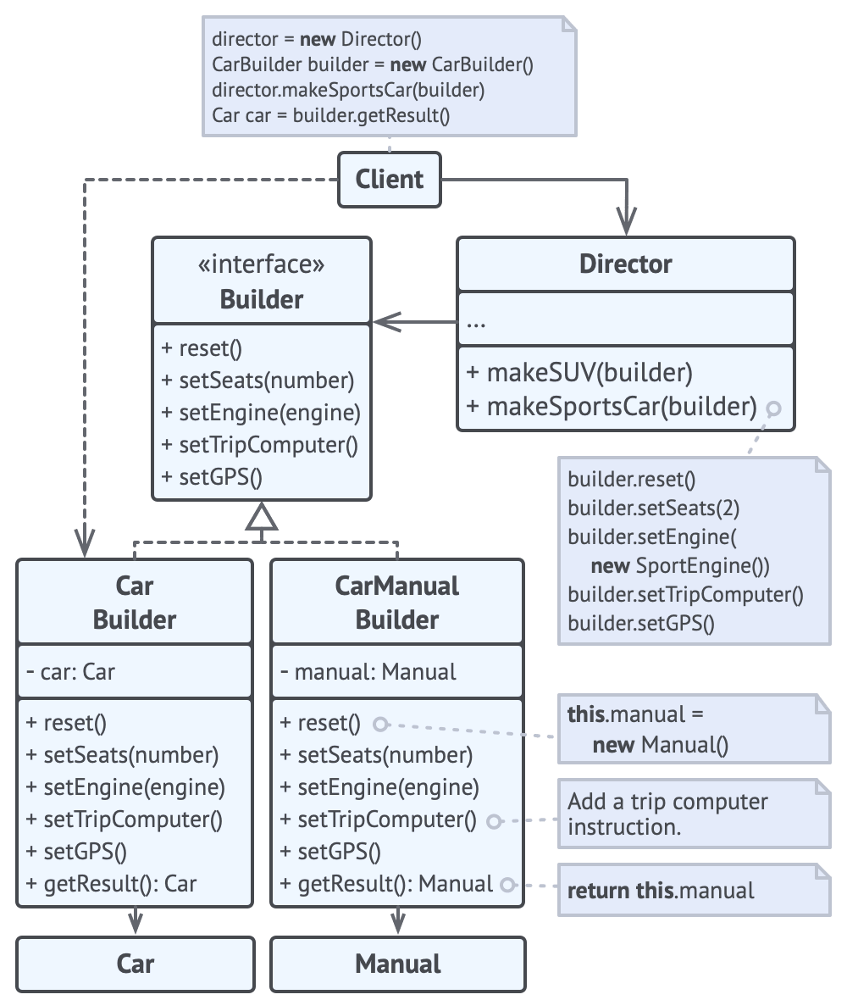 director = new Director()
CarBuilder builder = new CarBuilder()
director.makeSportsCar(builder)
Car car = builder.getResult()
Client
«interface»
Builder
+ reset()
+ setSeats(number)
+ setEngine(engine)
+ setTripComputer()
+ setGPS()
Director
...
+ makeSUV(builder)
+ makeSportsCar(builder)
builder.reset()
builder.setSeats(2)
builder.setEngine(
new SportEngine())
builder.setTripComputer()
builder.setGPS()
Car
Builder
- car: Car
+ reset()
+ setSeats(number)
+ setEngine(engine)
+ setTripComputer()
+ setGPS()
+ getResult(): Car
CarManual
Builder
- manual: Manual
+ reset()
+ setSeats(number)
+ setEngine(engine)
+ setTripComputer()
+ setGPS()
+ getResult(): Manual
this.manual =
new Manual()
Add a trip computer
instruction.
return this.manual
Car
Manual